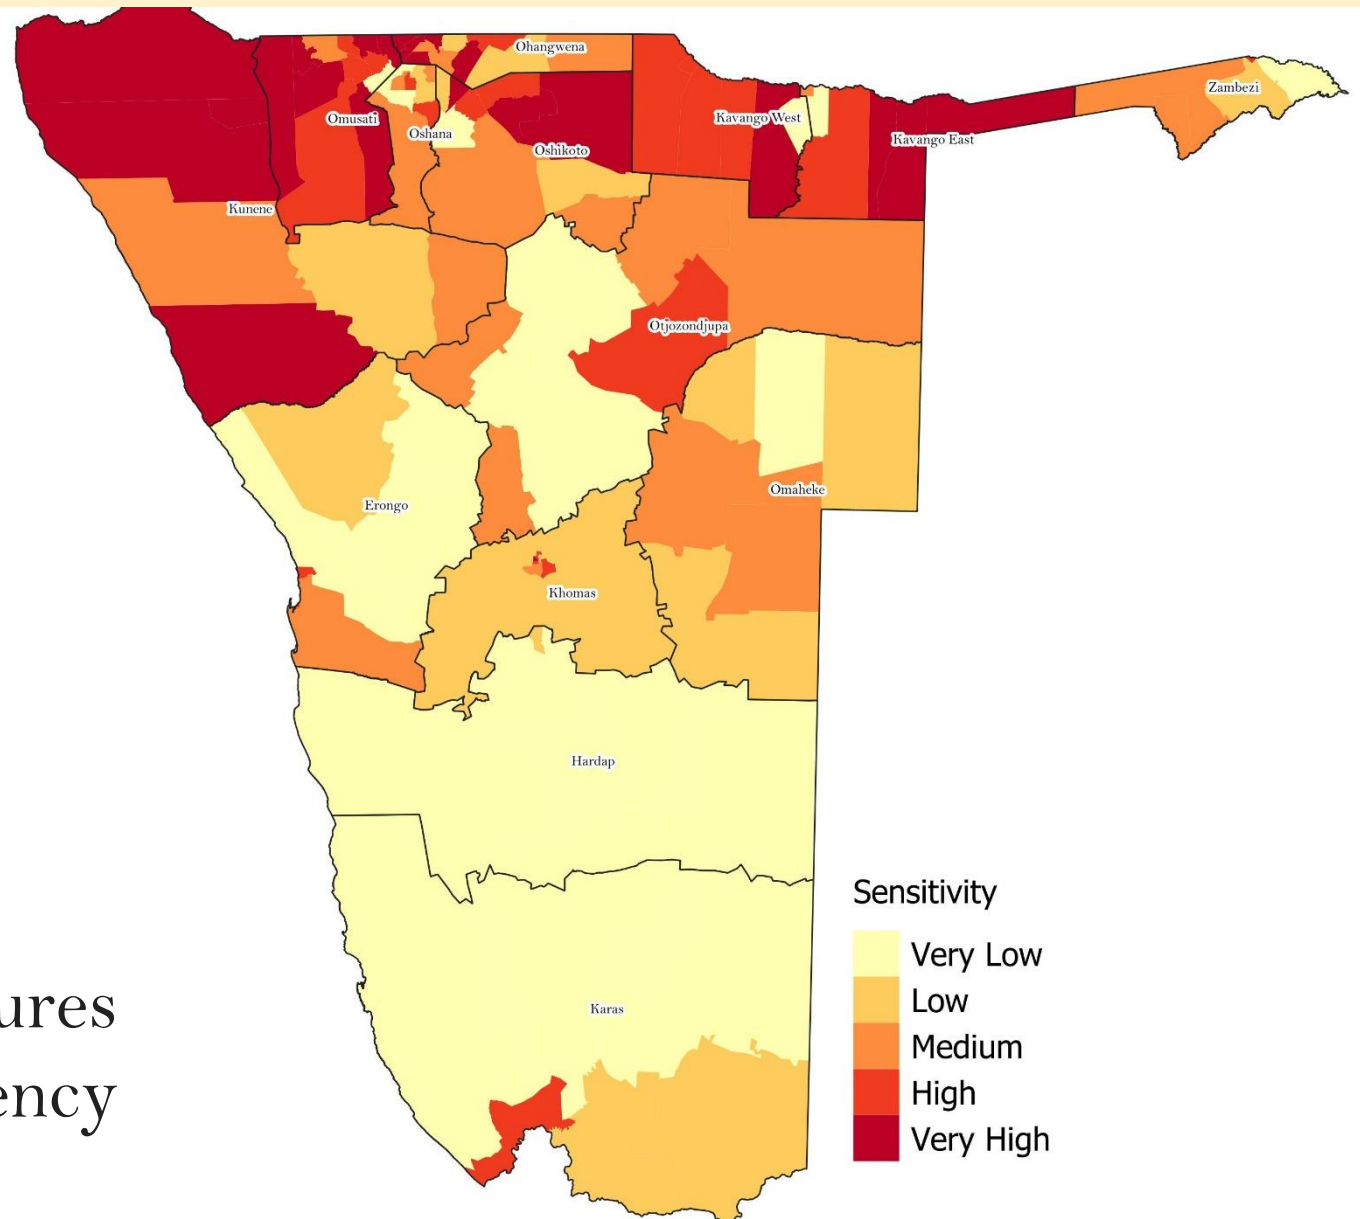 Ohangwena
Zambezi
Omusati
Kavango West
Oshana
Kavango East
Oshikoto
Kunene
Otjozondjupa
Omaheke
Erongo
Khomas
Hardap
Karas
Sensitivity
Very Low
Low
Medium
High
Very High
ures
ency